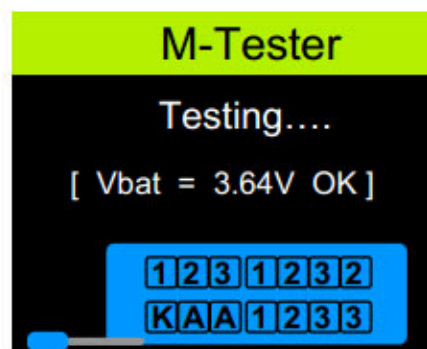 M-Tester
Testing....
[ Vbat = 3.64V OK ]
1231232
KAA1233